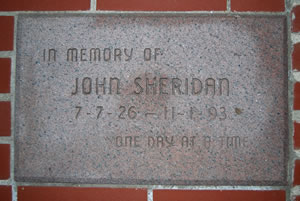 IN MEMORY OF
JOHN SHERIDAN
7-7-26 — 11-1-93
ONE DAY AT A TIME